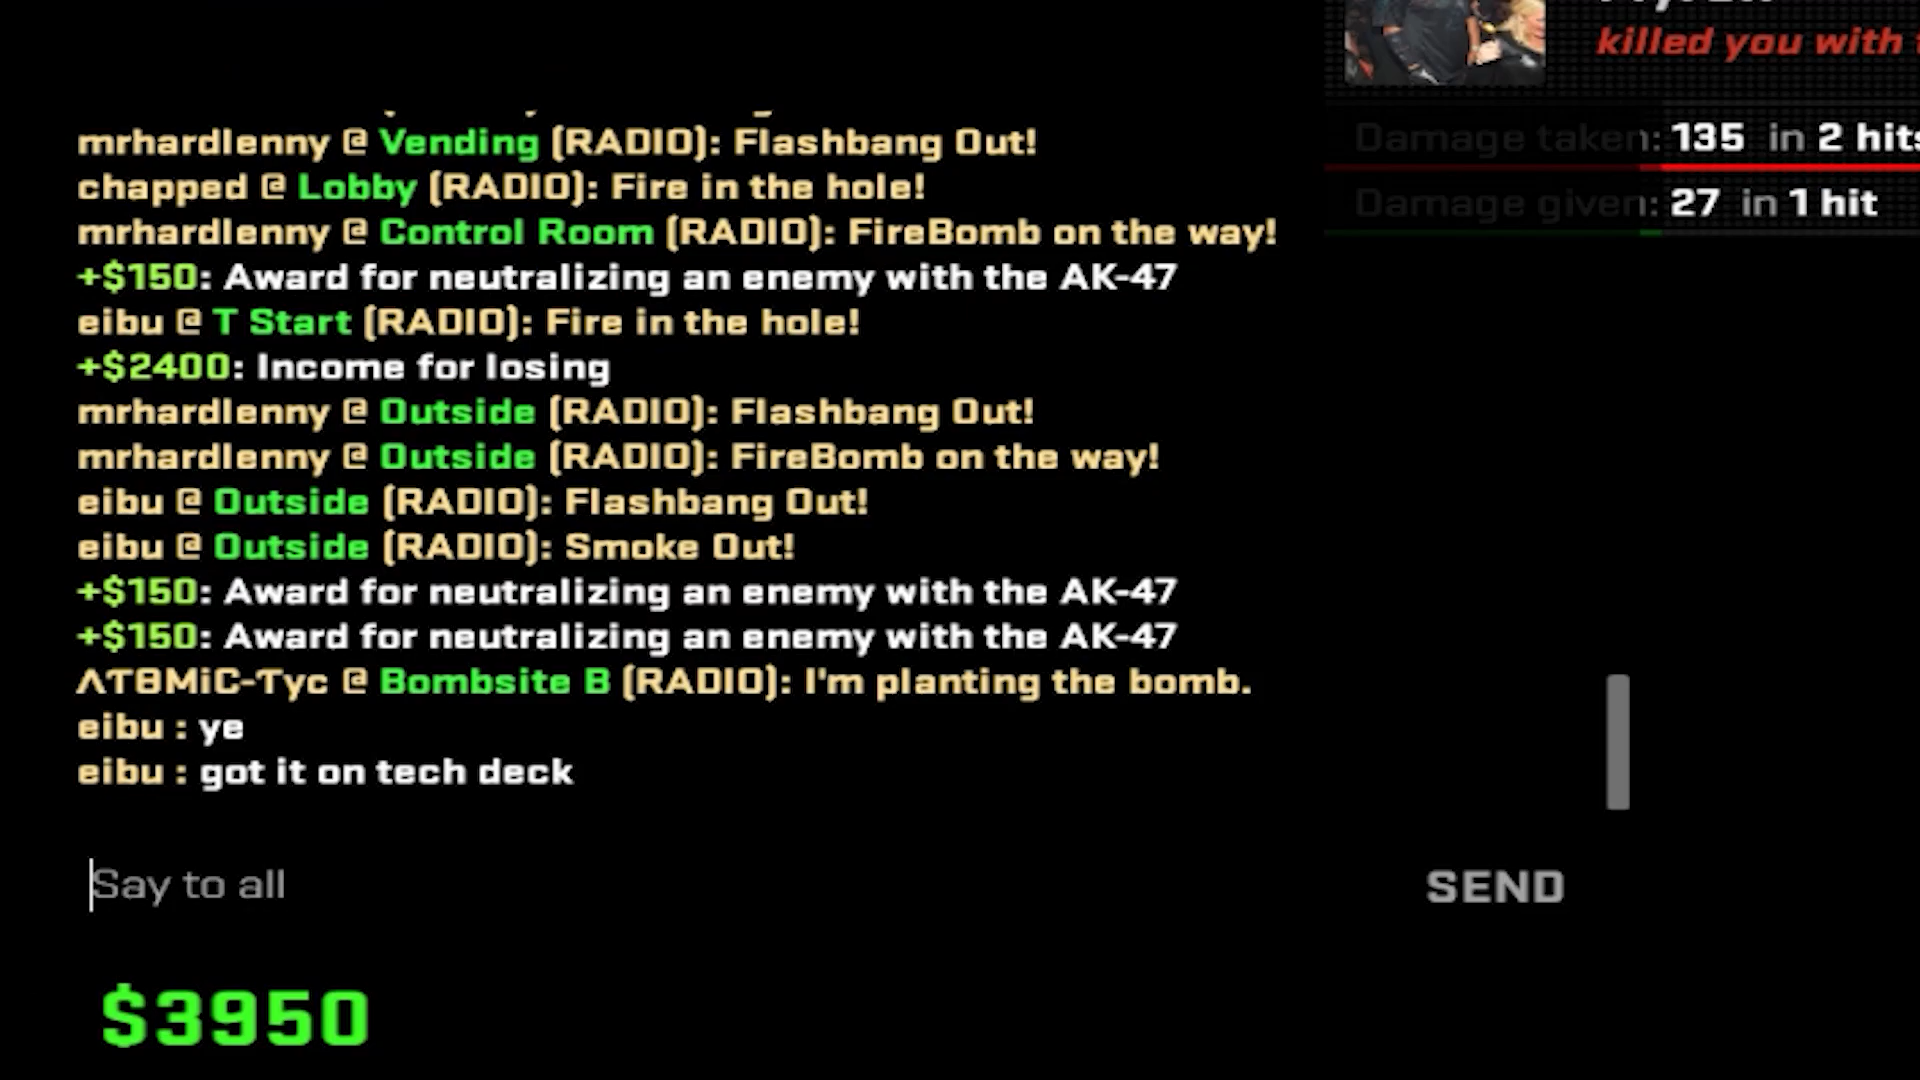 killed you with
mrhardlenny @ Vending (RADIO): Flashbang Out!
Damage taken: 135 in 2 hits
chapped @ Lobby (RADIO): Fire in the hole!
Damage given: 27 in 1 hit
mrhardlenny @ Control Room (RADIO): FireBomb on the way!
+$150: Award for neutralizing an enemy with the AK-47
eibu @ T Start (RADIO): Fire in the hole!
+$2400: Income for losing
mrhardlenny @ Outside (RADIO): Flashbang Out!
mrhardlenny @ Outside (RADIO): FireBomb on the way!
eibu @ Outside (RADIO): Flashbang Out!
eibu @ Outside (RADIO): Smoke Out!
+$150: Award for neutralizing an enemy with the AK-47
+$150: Award for neutralizing an enemy with the AK-47
ΛTBMiC-Tyc @ Bombsite B (RADIO): I'm planting the bomb.
eibu : ye
eibu : got it on tech deck
Say to all
SEND
$3950